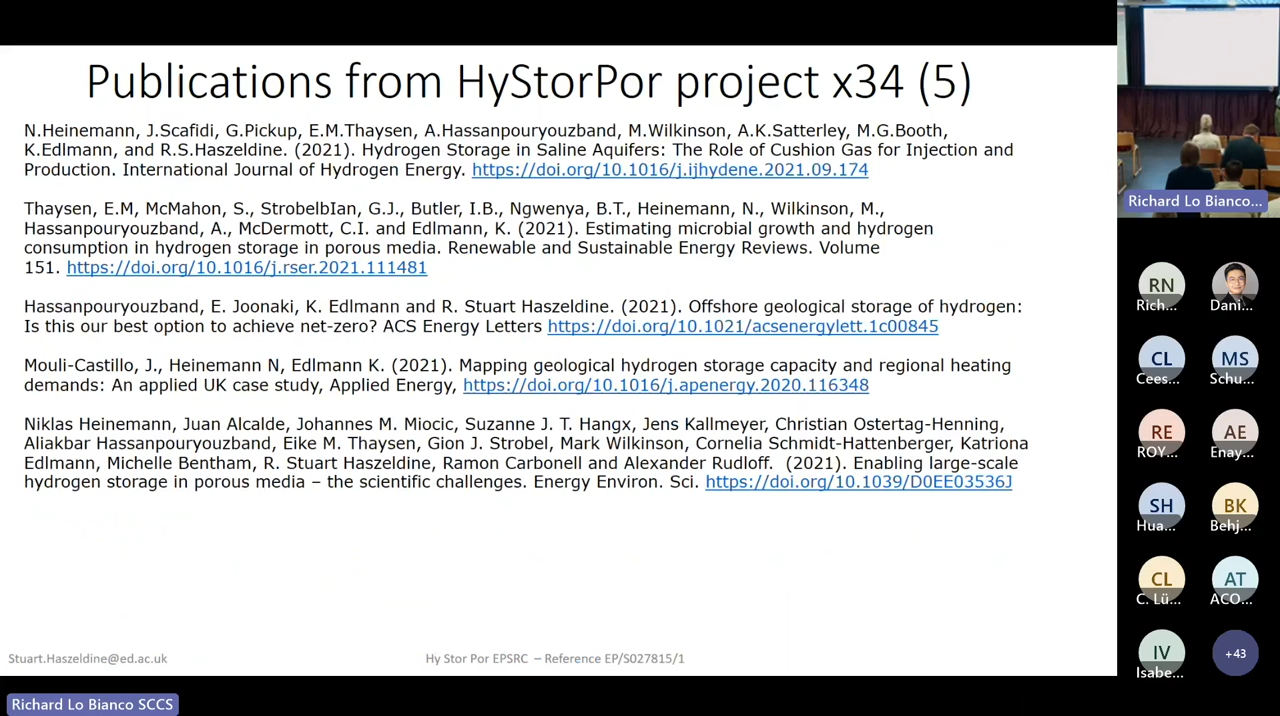 Publications from HyStorPor project x34 (5)
N.Heinemann, J.Scafidi, G.Pickup, E.M.Thaysen, A.Hassanpouryouzband, M.Wilkinson, A.K.Satterley, M.G.Booth,
K.Edlmann, and R.S.Haszeldine. (2021). Hydrogen Storage in Saline Aquifers: The Role of Cushion Gas for Injection and
Production. International Journal of Hydrogen Energy. https://doi.org/10.1016/j.ijhydene.2021.09.174
Thaysen, E.M, McMahon, S., StrobelbIan, G.J., Butler, I.B., Ngwenya, B.T., Heinemann, N., Wilkinson, M.,
Hassanpouryouzband, A., McDermott, C.I. and Edlmann, K. (2021). Estimating microbial growth and hydrogen
consumption in hydrogen storage in porous media. Renewable and Sustainable Energy Reviews. Volume
151. https://doi.org/10.1016/j.rser.2021.111481
Hassanpouryouzband, E. Joonaki, K. Edlmann and R. Stuart Haszeldine. (2021). Offshore geological storage of hydrogen:
Is this our best option to achieve net-zero? ACS Energy Letters https://doi.org/10.1021/acsenergylett.1c00845
Mouli-Castillo, J., Heinemann N, Edlmann K. (2021). Mapping geological hydrogen storage capacity and regional heating
demands: An applied UK case study, Applied Energy, https://doi.org/10.1016/j.apenergy.2020.116348
Niklas Heinemann, Juan Alcalde, Johannes M. Miocic, Suzanne J. T. Hangx, Jens Kallmeyer, Christian Ostertag-Henning,
Aliakbar Hassanpouryouzband, Eike M. Thaysen, Gion J. Strobel, Mark Wilkinson, Cornelia Schmidt-Hattenberger, Katriona
Edlmann, Michelle Bentham, R. Stuart Haszeldine, Ramon Carbonell and Alexander Rudloff. (2021). Enabling large-scale
hydrogen storage in porous media – the scientific challenges. Energy Environ. Sci. https://doi.org/10.1039/D0EE03536J
Stuart.Haszeldine@ed.ac.uk
Hy Stor Por EPSRC – Reference EP/S027815/1
Richard Lo Bianco SCCS
Richard Lo Bianco...
RN
Rich...
Dani...
CL
Cees...
MS
Schu...
RE
ROY...
AE
Enay...
SH
Hua...
BK
Behj...
CL
C. Lü...
AT
ACO...
IV
Isabe...
+43